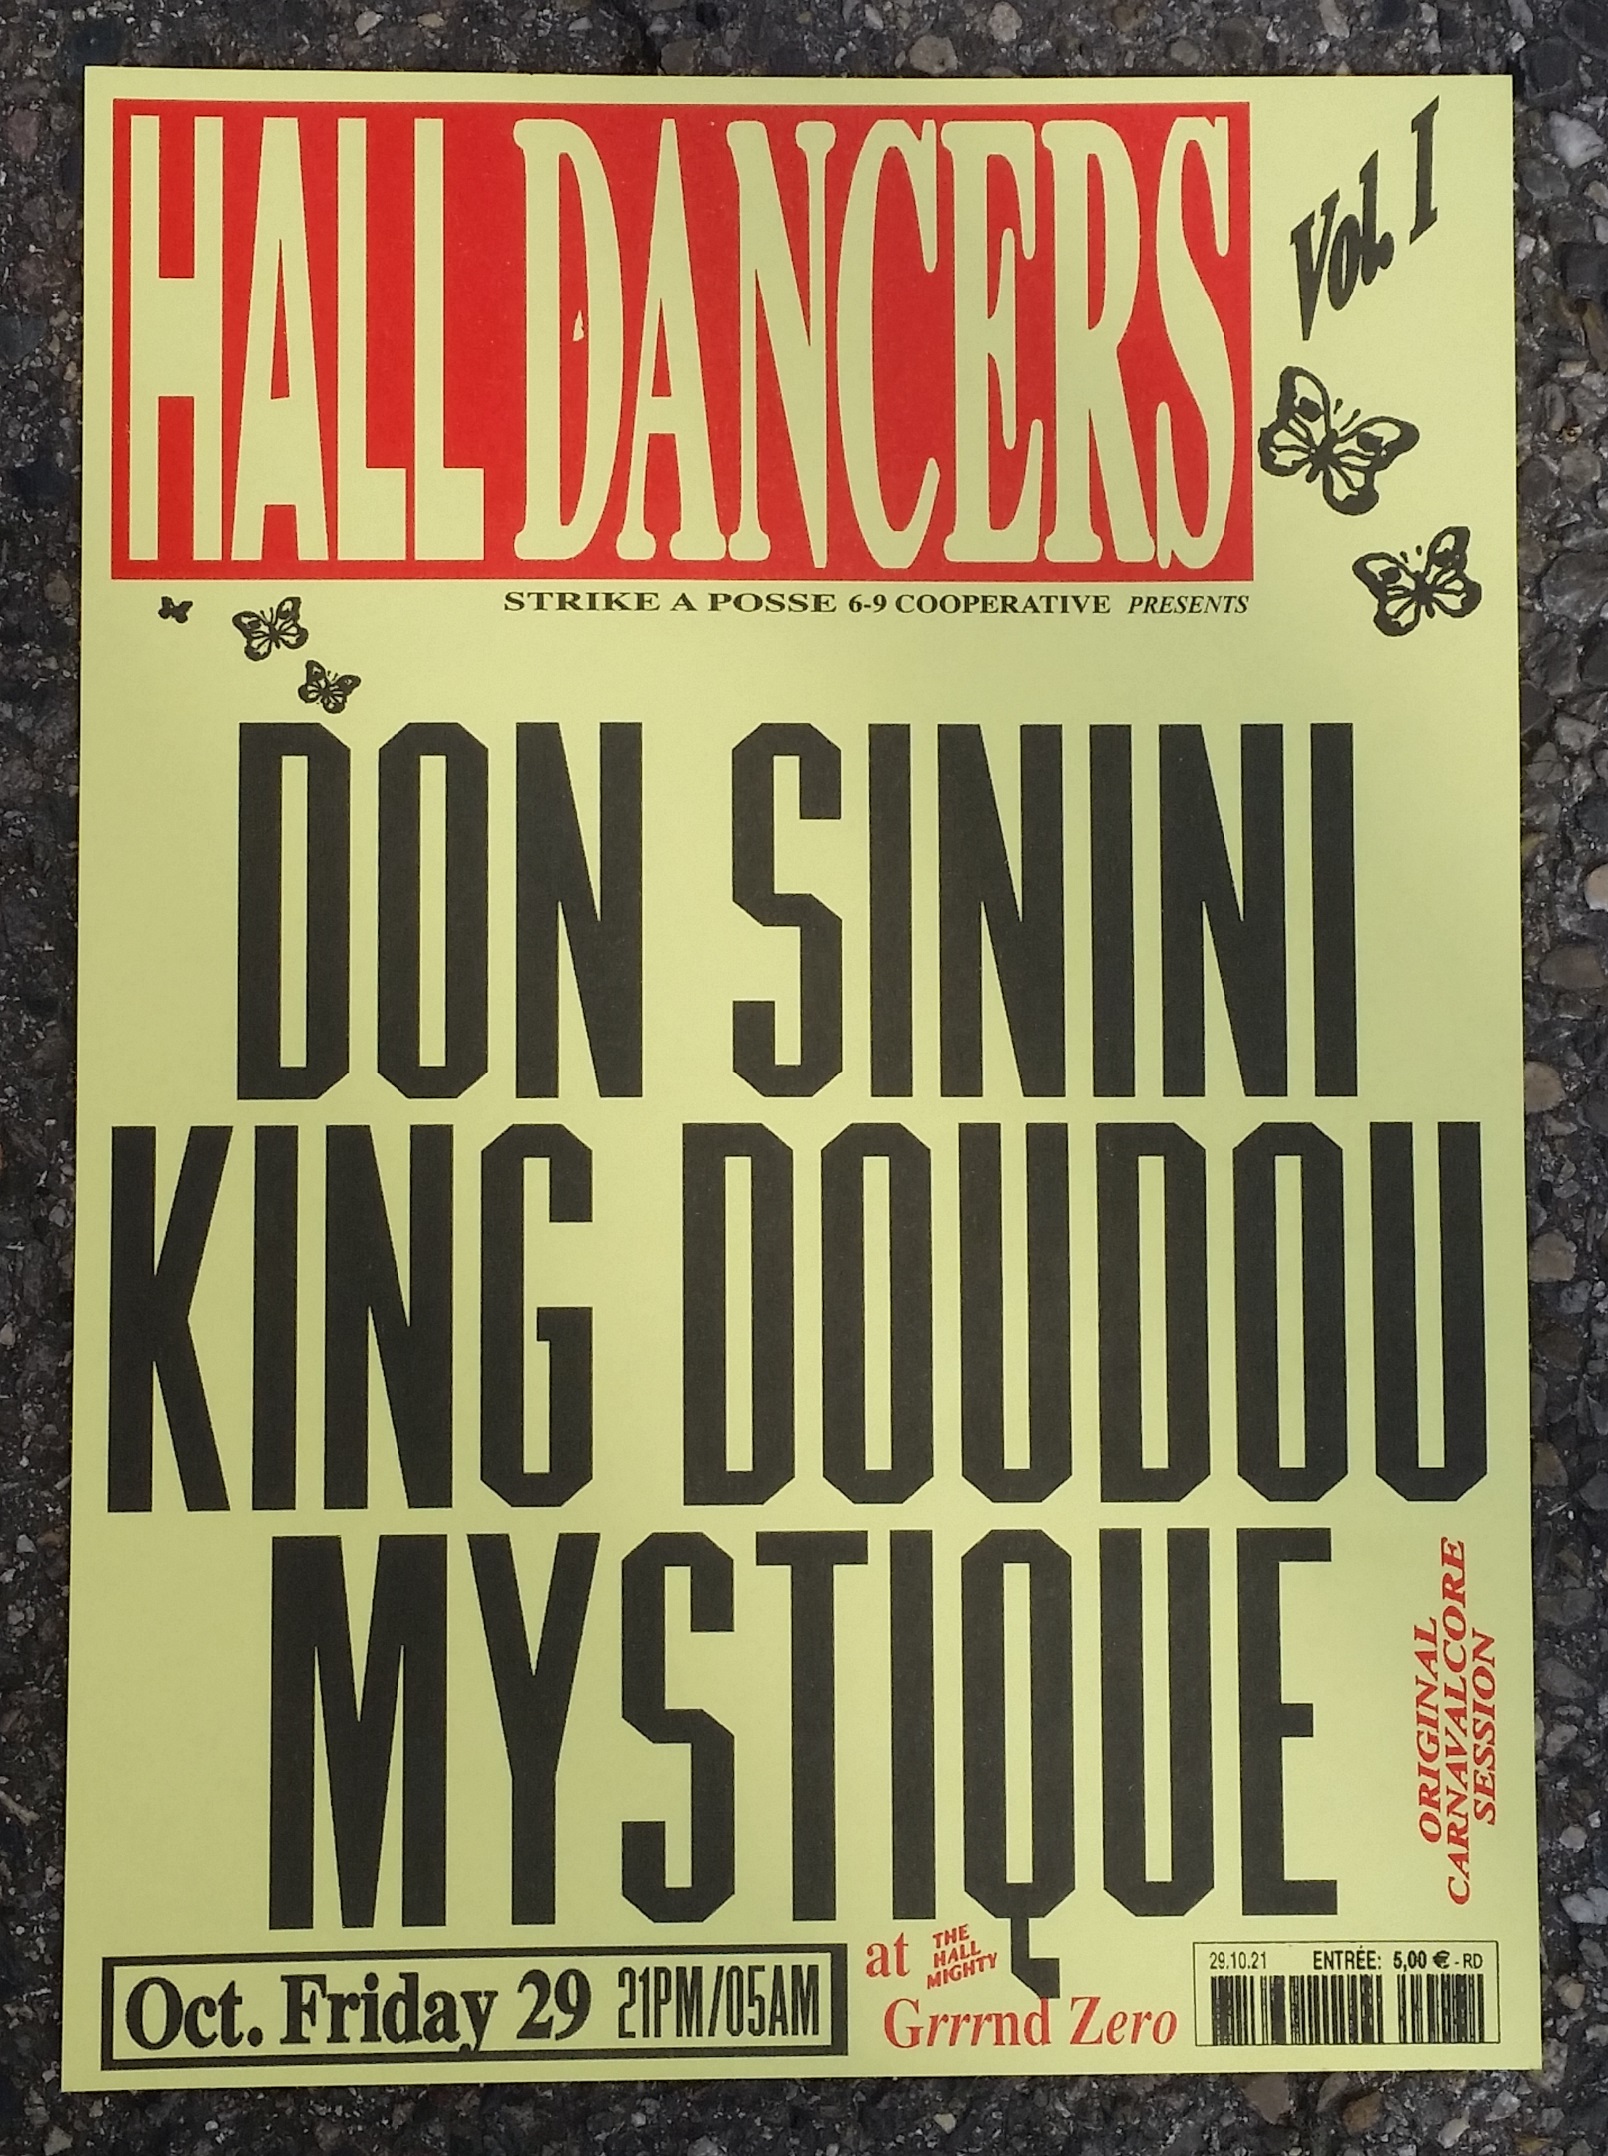 HALL DANCERS
Vol. I
STRIKE A POSSE 6-9 COOPERATIVE PRESENTS
DON SININI
KING DOUDOU
MYSTIQUE
ORIGINAL
CARNAVALCORE
SESSION
Oct. Friday 29 21PM/05AM
at THE
HALL
MIGHTY
Grrrnd Zero
29.10.21 ENTRÉE: 5,00 € - RD